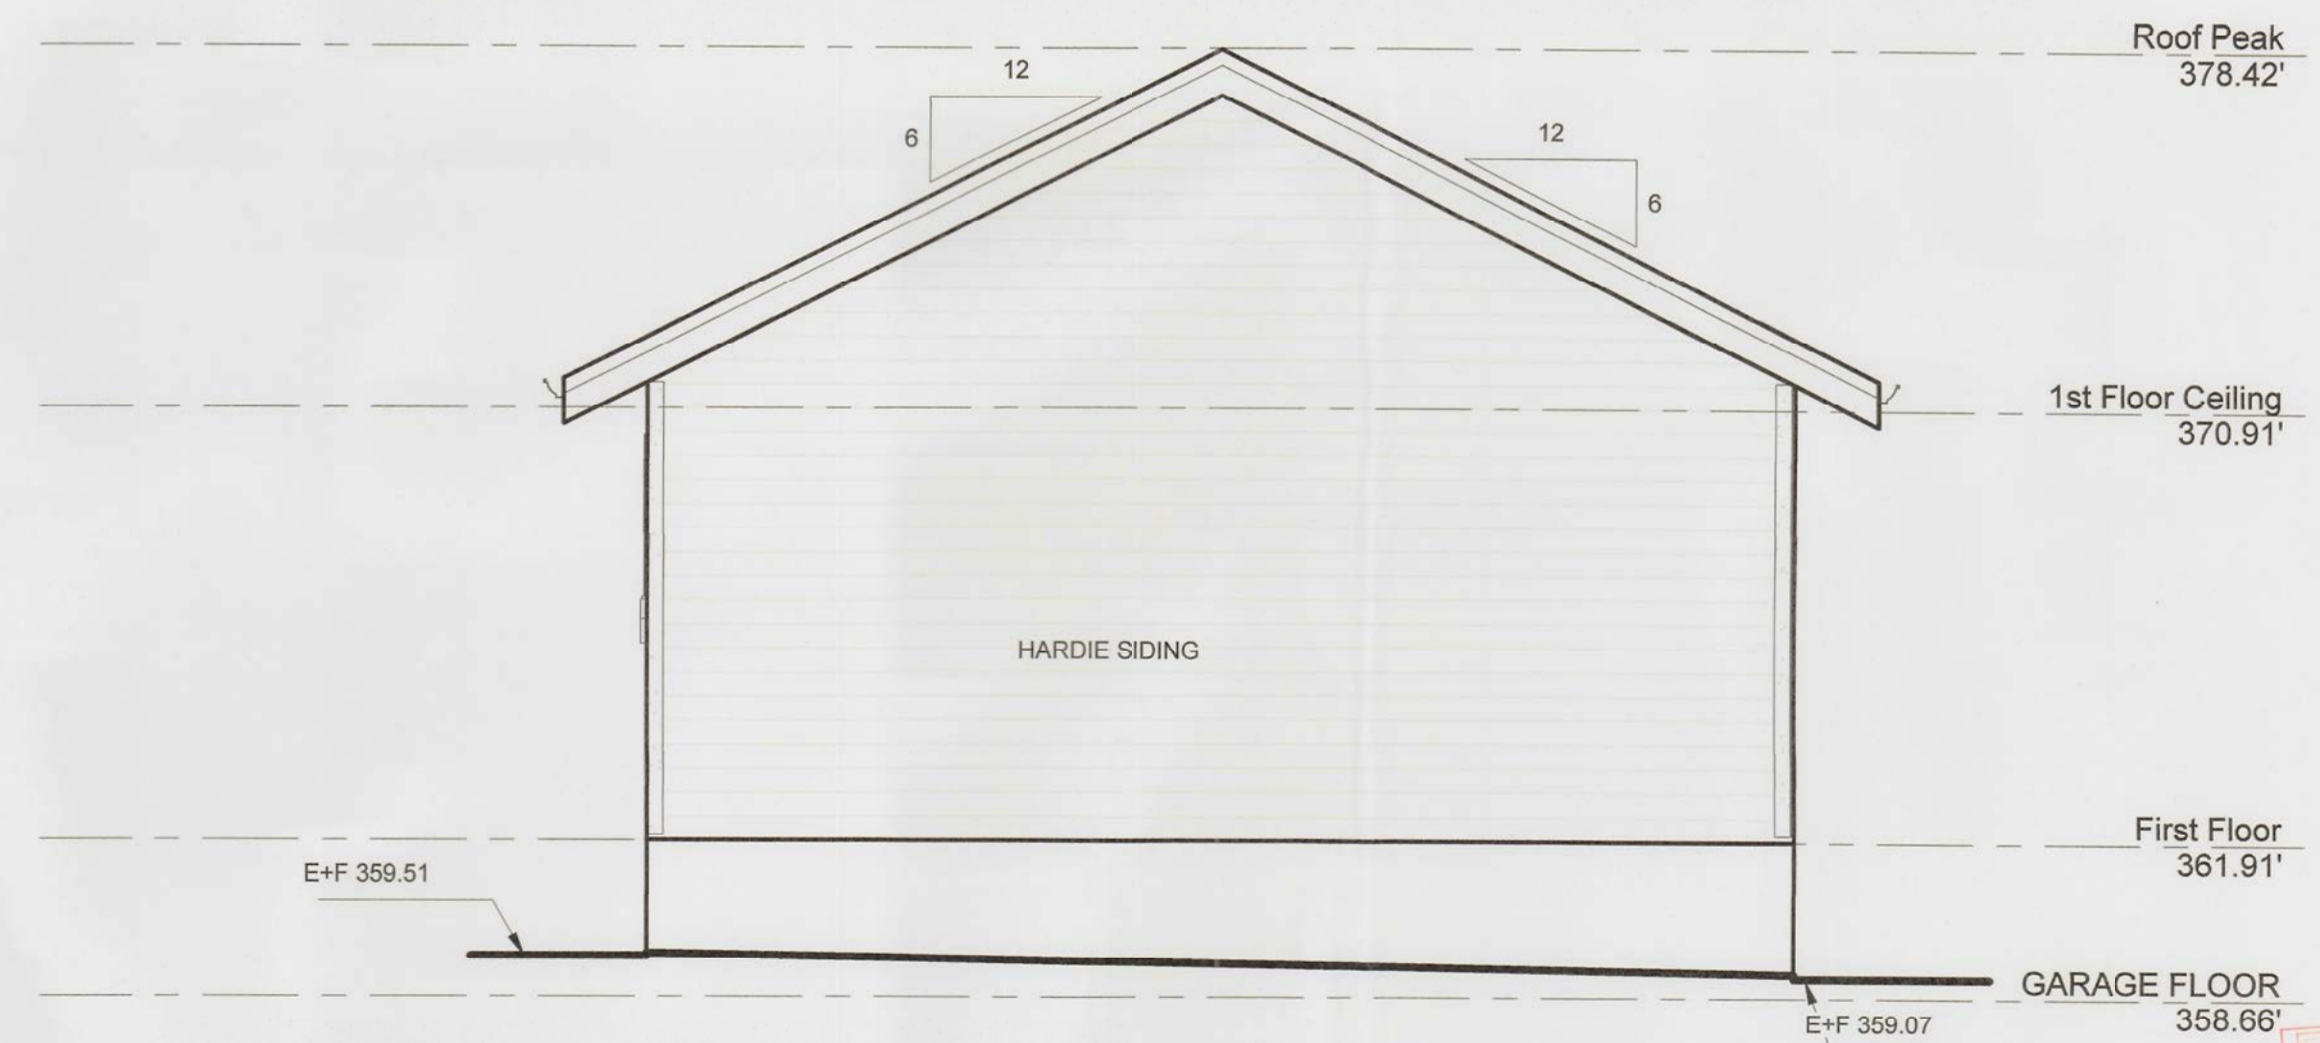 Roof Peak
378.42'
12
6
12
6
1st Floor Ceiling
370.91'
HARDIE SIDING
First Floor
361.91'
E+F 359.51
GARAGE FLOOR
358.66'
E+F 359.07